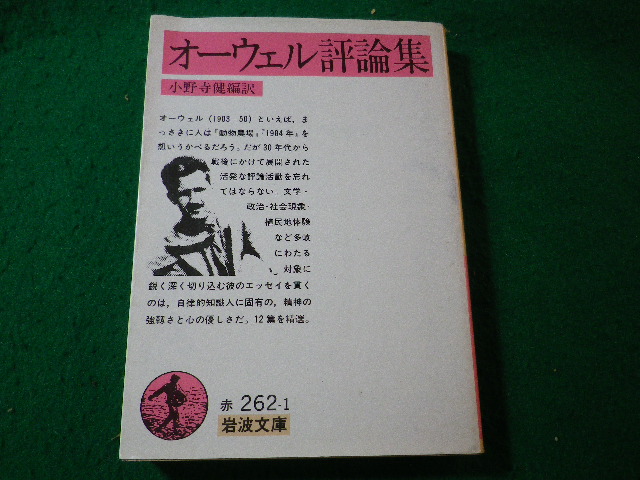 オーウェル評論集
小野寺健編訳
オーウェル(1903-50)といえば,ま
っさきに人は『動物農場』『1984年』を
想いうかべるだろう.だが30年代から
戦後にかけて展開された
活発な評論活動を忘れ
てはならない.文学・
政治・社会現象・
植民地体験
など多岐
にわたる
対象に
鋭く深く切り込む彼のエッセイを貫く
のは,自律的知識人に固有の,精神の
強靱さと心の優しさだ.12篇を精選.
赤 262-1
岩波文庫